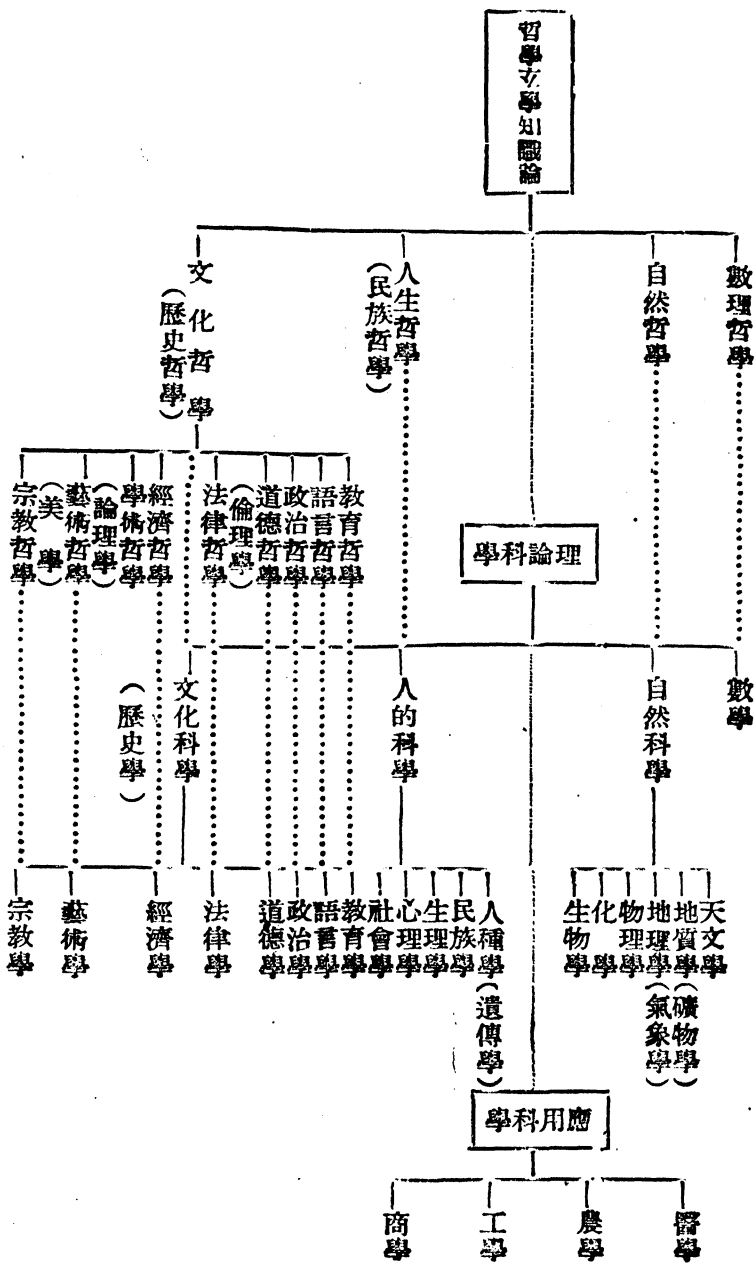 哲學
知識論
數理哲學
自然哲學
人生哲學
(民族哲學)
文化哲學
(歷史哲學)
教育哲學
語言哲學
政治哲學
道德哲學
(倫理學)
法律哲學
經濟哲學
學術哲學
(論理學)
藝術哲學
(美學)
宗教哲學
理論科學
數學
自然科學
人的科學
文化科學
(歷史學)
天文學
地質學(礦物學)
地理學(氣象學)
物理學
化學
生物學
人種學(遺傳學)
民族學
生理學
心理學
社會學
教育學
語言學
政治學
道德學
法律學
經濟學
藝術學
宗教學
應用科學
醫學
農學
工學
商學